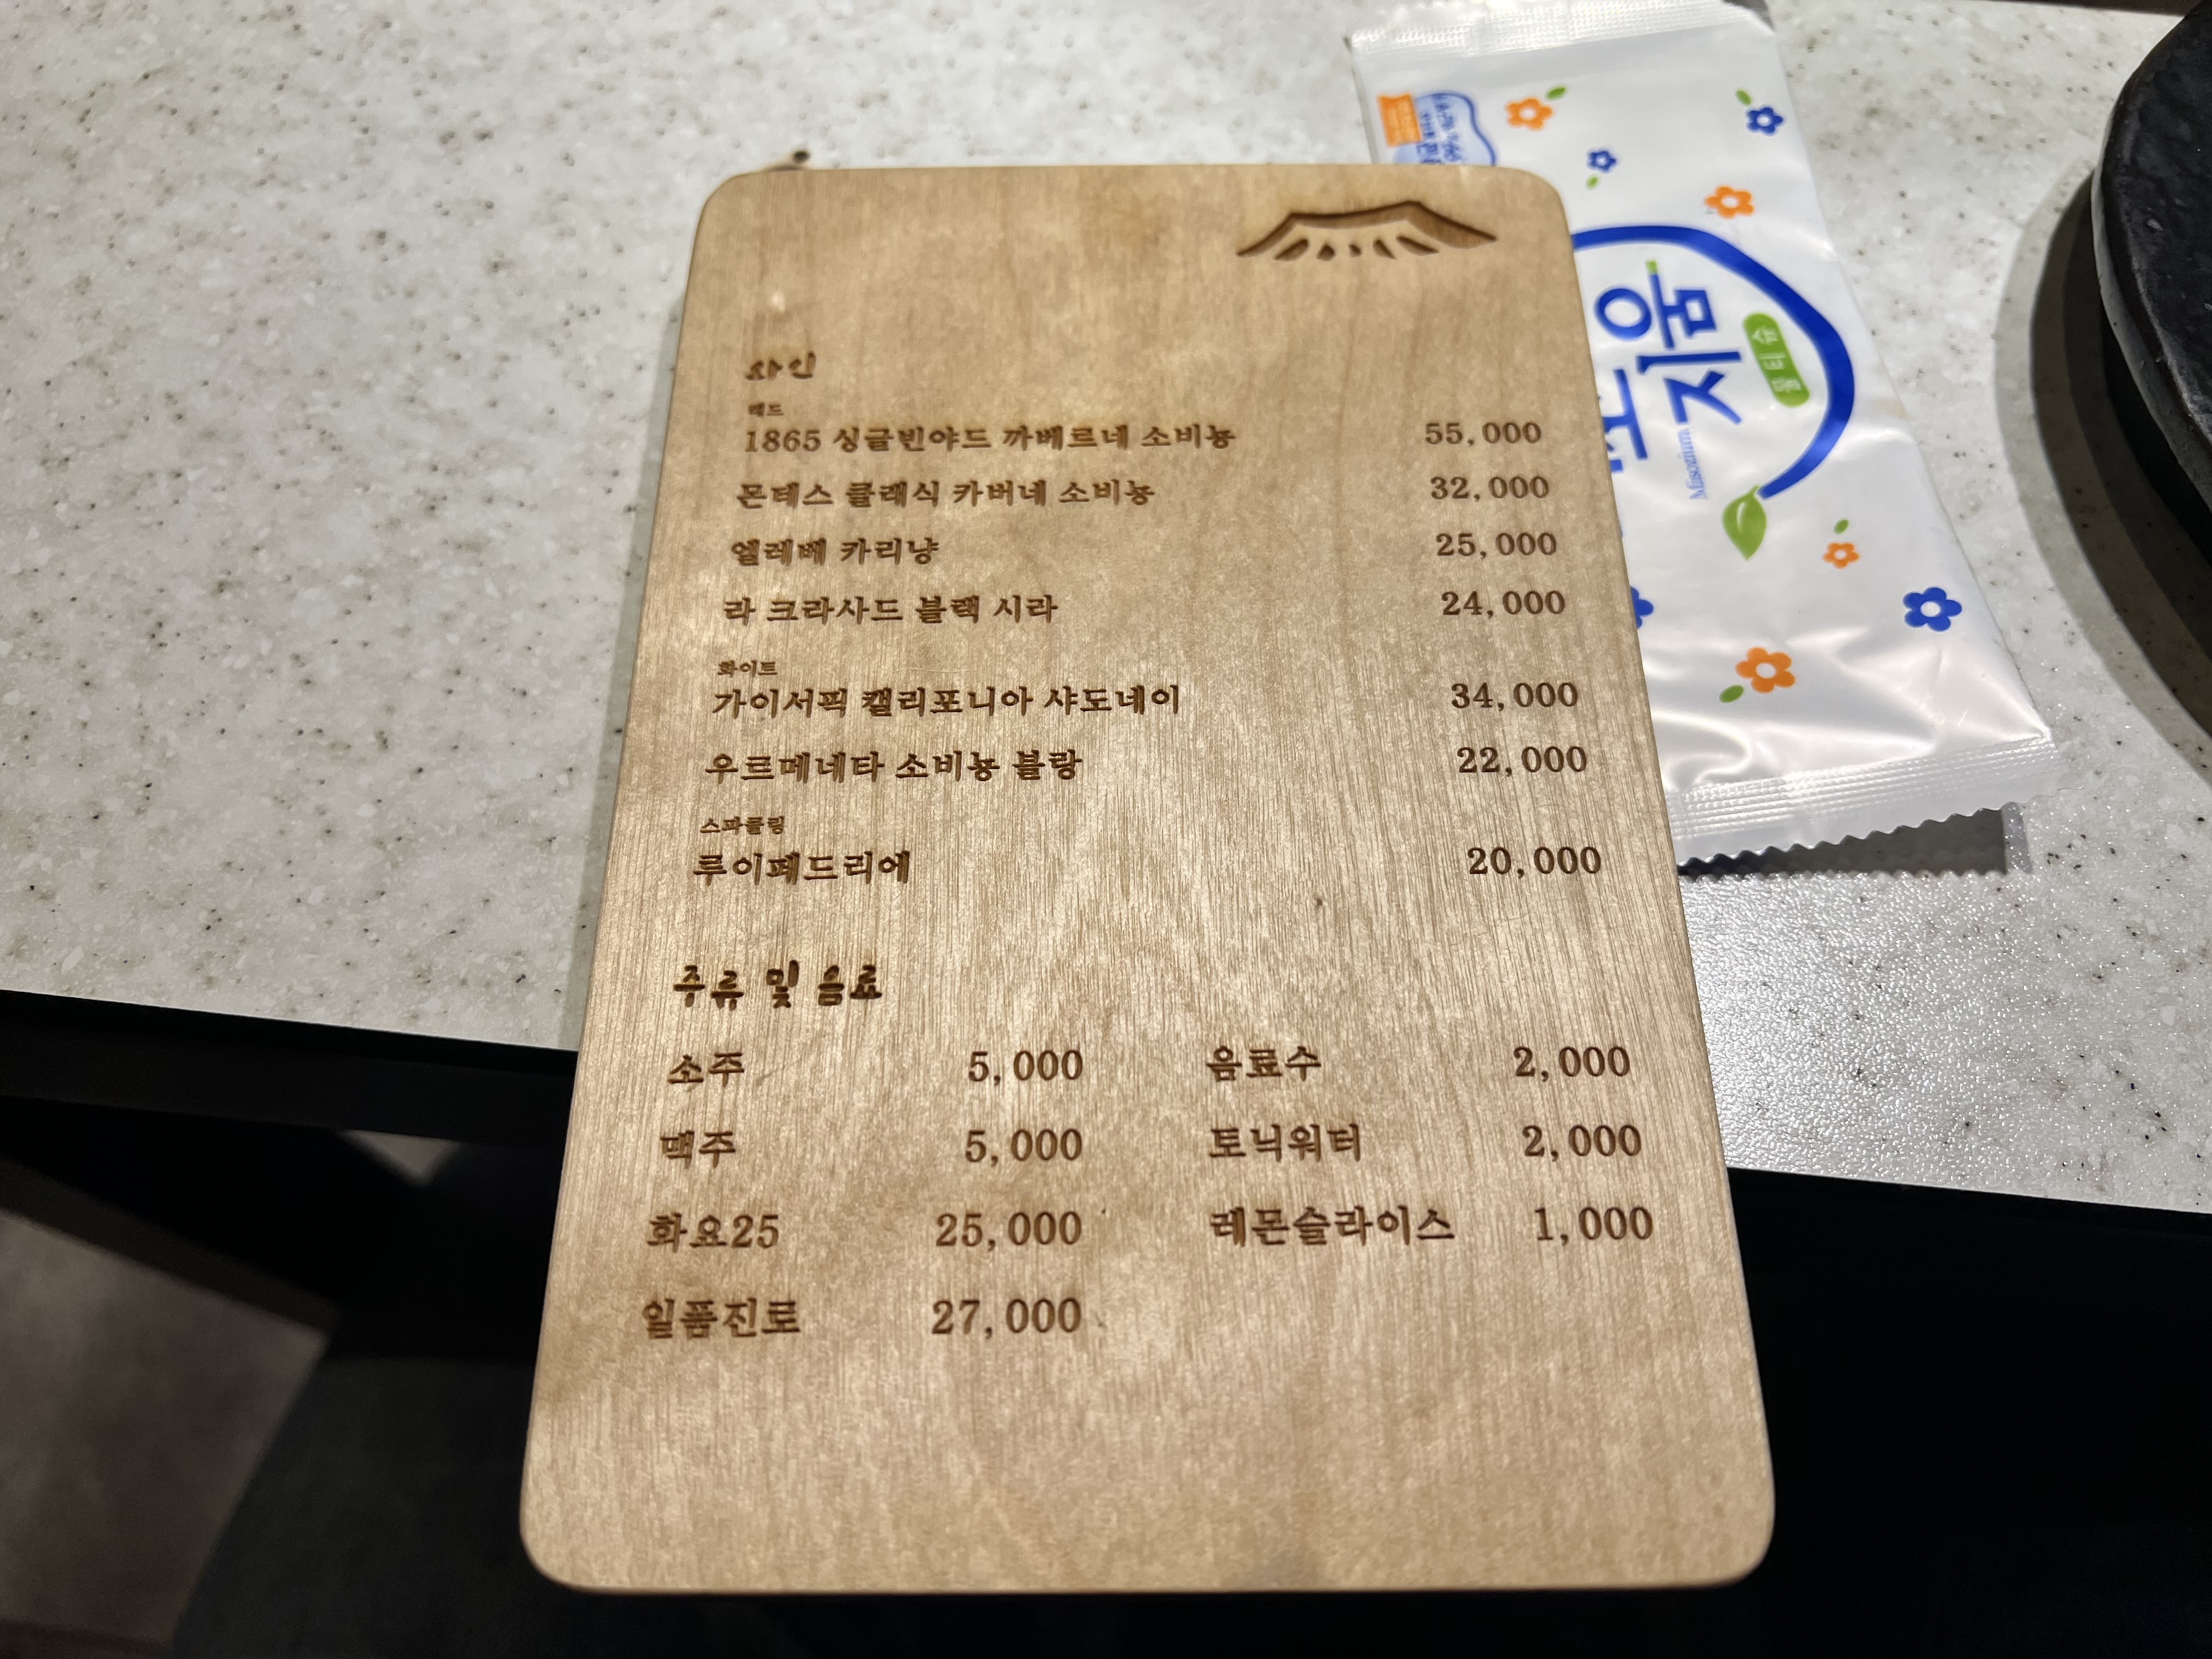 와인
레드
1865 싱글빈야드 까베르네 소비뇽 55,000
몬테스 클래식 카버네 소비뇽 32,000
엘레베 카리냥 25,000
라 크라사드 블랙 시라 24,000
화이트
가이서픽 캘리포니아 샤도네이 34,000
우르메네타 소비뇽 블랑 22,000
스파클링
루이페드리에 20,000
주류 및 음료
소주 5,000 음료수 2,000
맥주 5,000 토닉워터 2,000
화요25 25,000 레몬슬라이스 1,000
일품진로 27,000
지움
Misozium
물티슈